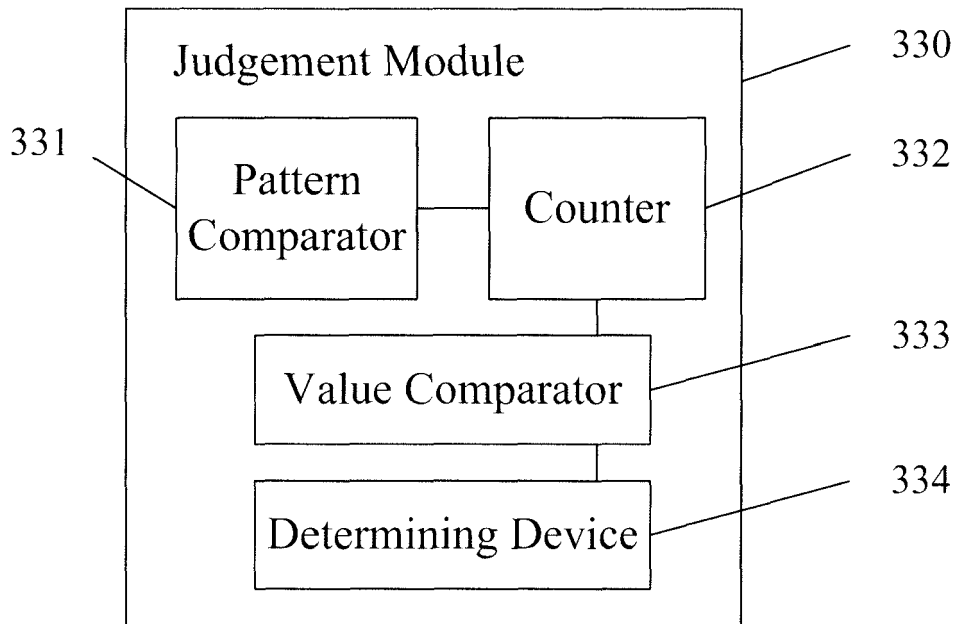 Judgement Module
330
331
Pattern
Comparator
Counter
332
Value Comparator
333
Determining Device
334